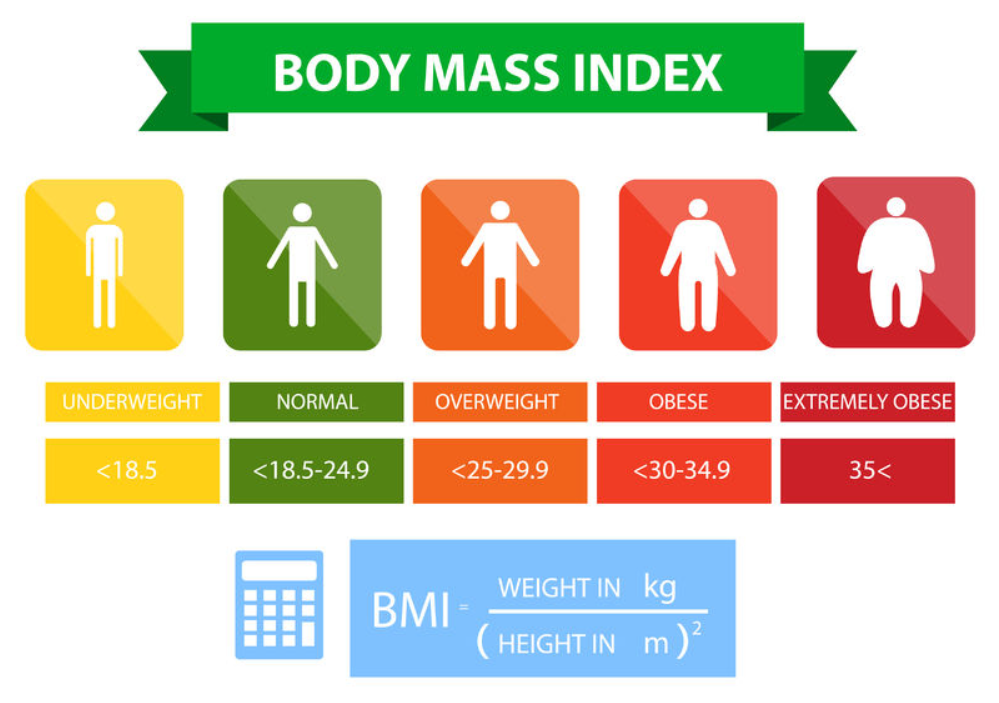 BODY MASS INDEX
UNDERWEIGHT NORMAL OVERWEIGHT OBESE EXTREMELY OBESE
<18.5 <18.5-24.9 <25-29.9 <30-34.9 35<
BMI = WEIGHT IN kg
(HEIGHT IN m)²